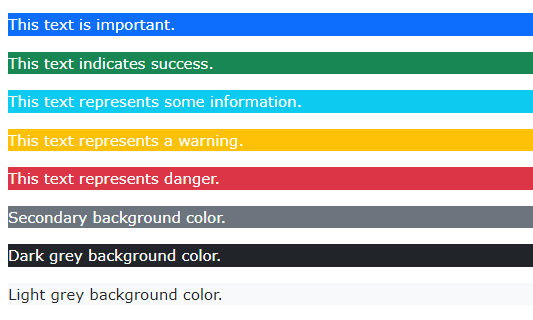 This text is important.
This text indicates success.
This text represents some information.
This text represents a warning.
This text represents danger.
Secondary background color.
Dark grey background color.
Light grey background color.